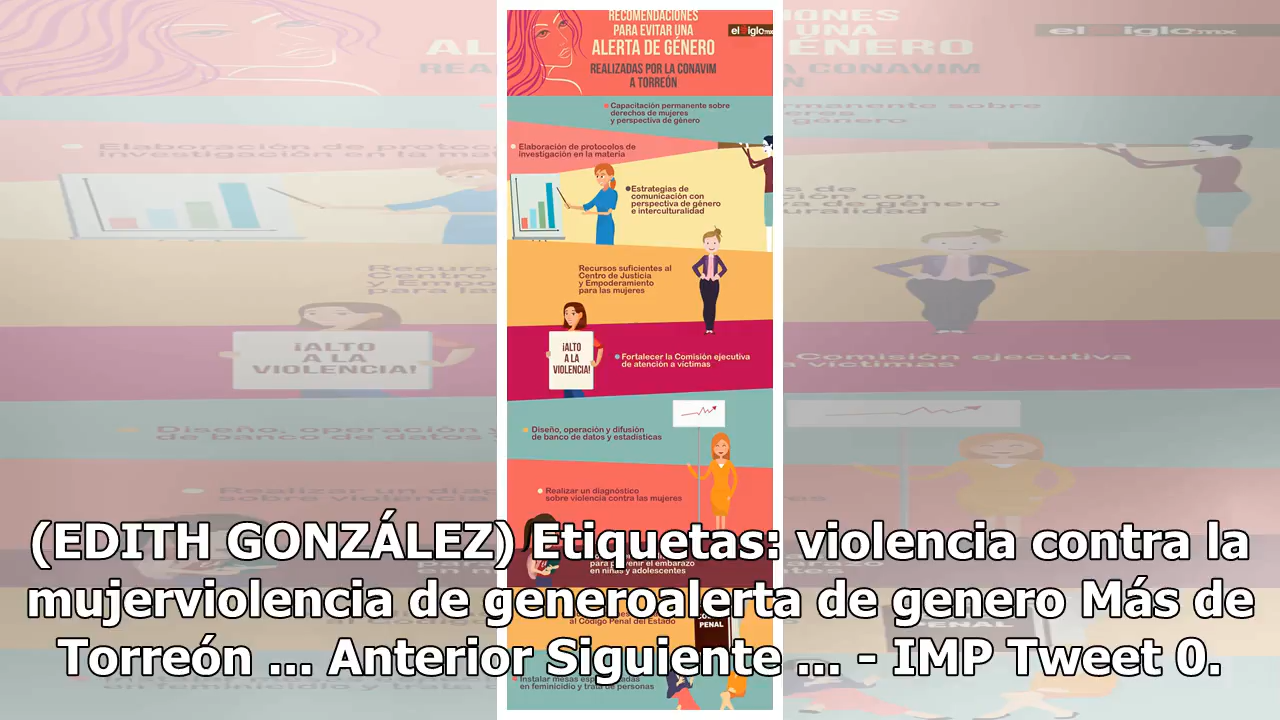 RECOMENDACIONES
PARA EVITAR UNA
ALERTA DE GÉNERO
REALIZADAS POR LA CONAVIM
A TORREÓN
elSiglo.mx
Capacitación permanente sobre
derechos de mujeres
y perspectiva de género
Elaboración de protocolos de
investigación en la materia
Estrategias de
comunicación con
perspectiva de género
e interculturalidad
Recursos suficientes al
Centro de Justicia
y Empoderamiento
para las mujeres
¡ALTO
A LA
VIOLENCIA!
Fortalecer la Comisión ejecutiva
de atención a víctimas
Diseño, operación y difusión
de banco de datos y estadísticas
Realizar un diagnóstico
sobre violencia contra las mujeres
para prevenir el embarazo
en niñas y adolescentes
al Código Penal del Estado
PENAL
Instalar mesas
en feminicidio y trata de personas
(EDITH GONZÁLEZ) Etiquetas: violencia contra la
mujerviolencia de generoalerta de genero Más de
Torreón ... Anterior Siguiente ... - IMP Tweet 0.